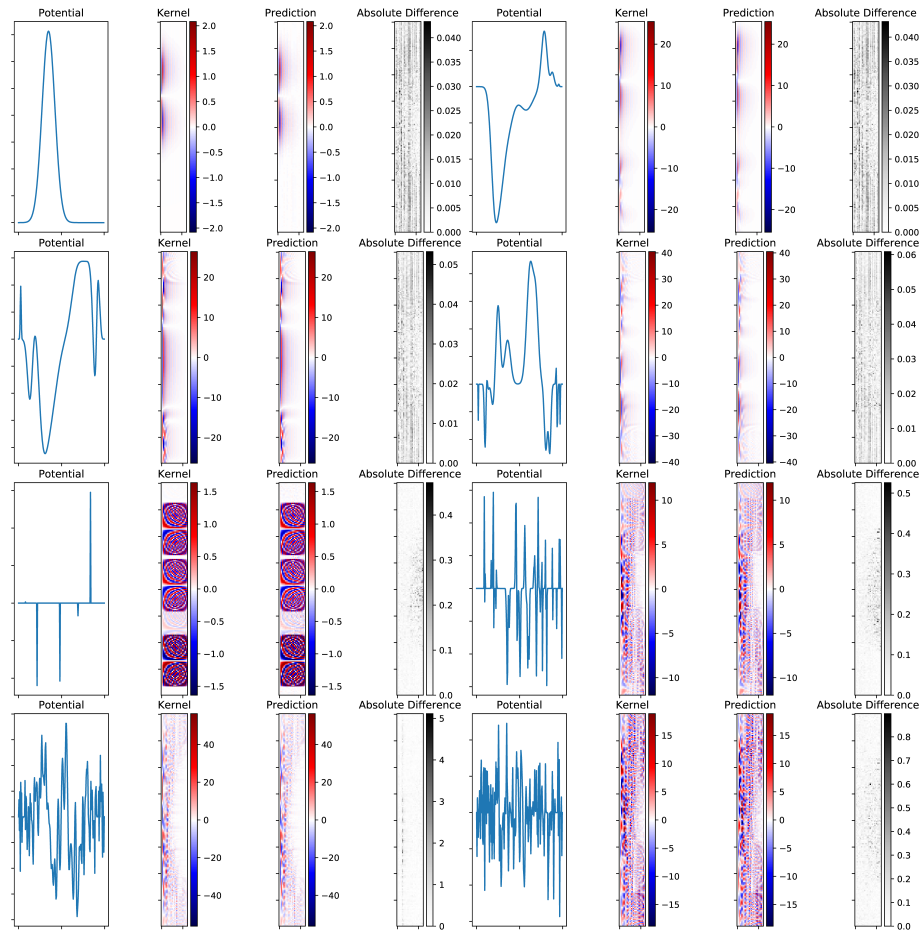 Potential Kernel Prediction Absolute Difference Potential Kernel Prediction Absolute Difference
2.0 2.0 0.040 20 20 0.040
1.5 1.5 0.035 0.035
1.0 1.0 0.030 10 10 0.030
0.5 0.5 0.025 0.025
0.0 0.0 0.020 0 0 0.020
−0.5 −0.5 0.015 0.015
−1.0 −1.0 0.010 −10 −10 0.010
−1.5 −1.5 0.005 0.005
−2.0 −2.0 0.000 −20 −20 0.000
Potential Kernel Prediction Absolute Difference Potential Kernel Prediction Absolute Difference
20 20 0.05 40 40 0.06
10 10 0.04 30 30 0.05
0 0 0.03 20 20 0.04
−10 −10 0.02 10 10 0.03
−20 −20 0.01 0 0 0.02
0.00 −10 −10 0.01
−20 −20 0.00
−30 −30
−40 −40
Potential Kernel Prediction Absolute Difference Potential Kernel Prediction Absolute Difference
1.5 1.5 0.4 10 10 0.5
1.0 1.0 0.3 5 5 0.4
0.5 0.5 0.2 0 0 0.3
0.0 0.0 0.1 −5 −5 0.2
−0.5 −0.5 0.0 −10 −10 0.1
−1.0 −1.0 0.0
−1.5 −1.5
Potential Kernel Prediction Absolute Difference Potential Kernel Prediction Absolute Difference
40 40 5 15 15 0.8
20 20 4 10 10 0.7
0 0 3 5 5 0.6
−20 −20 2 0 0 0.5
−40 −40 1 −5 −5 0.4
0 −10 −10 0.3
−15 −15 0.2
0.1
0.0